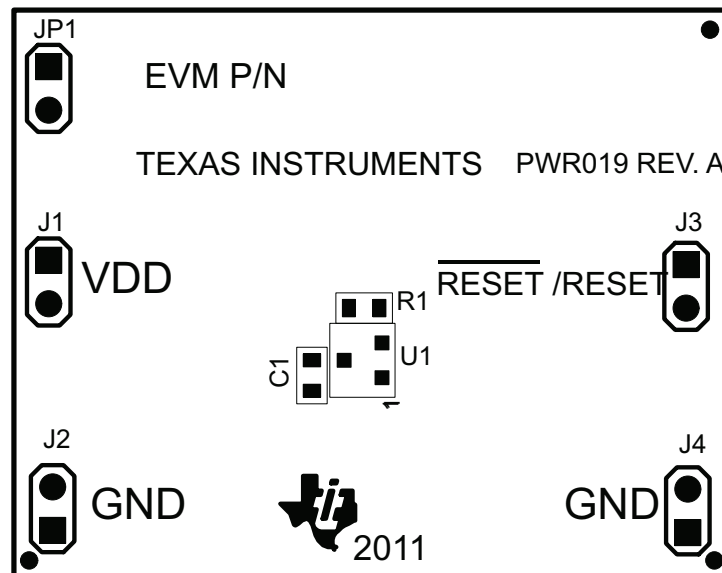 JP1
EVM P/N
TEXAS INSTRUMENTS PWR019 REV. A
J1
VDD
J3
RESET /RESET
R1
U1
C1
1
J2
GND
J4
GND
2011